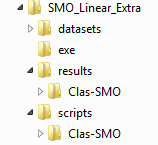 SMO_Linear_Extra
datasets
exe
results
Clas-SMO
scripts
Clas-SMO